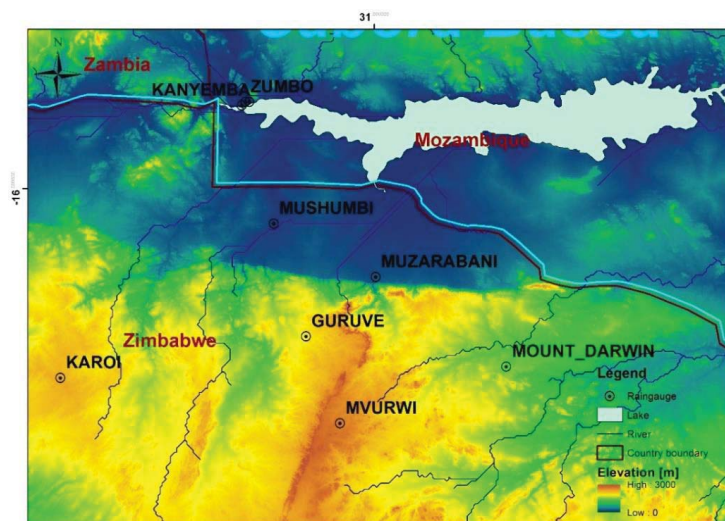 31
-16
N
Zambia
KANYEMBA
ZUMBO
Mozambique
MUSHUMBI
MUZARABANI
GURUVE
Zimbabwe
KAROI
MOUNT_DARWIN
MVURWI
Legend
Raingauge
Lake
River
Country boundary
Elevation [m]
High : 3000
Low : 0